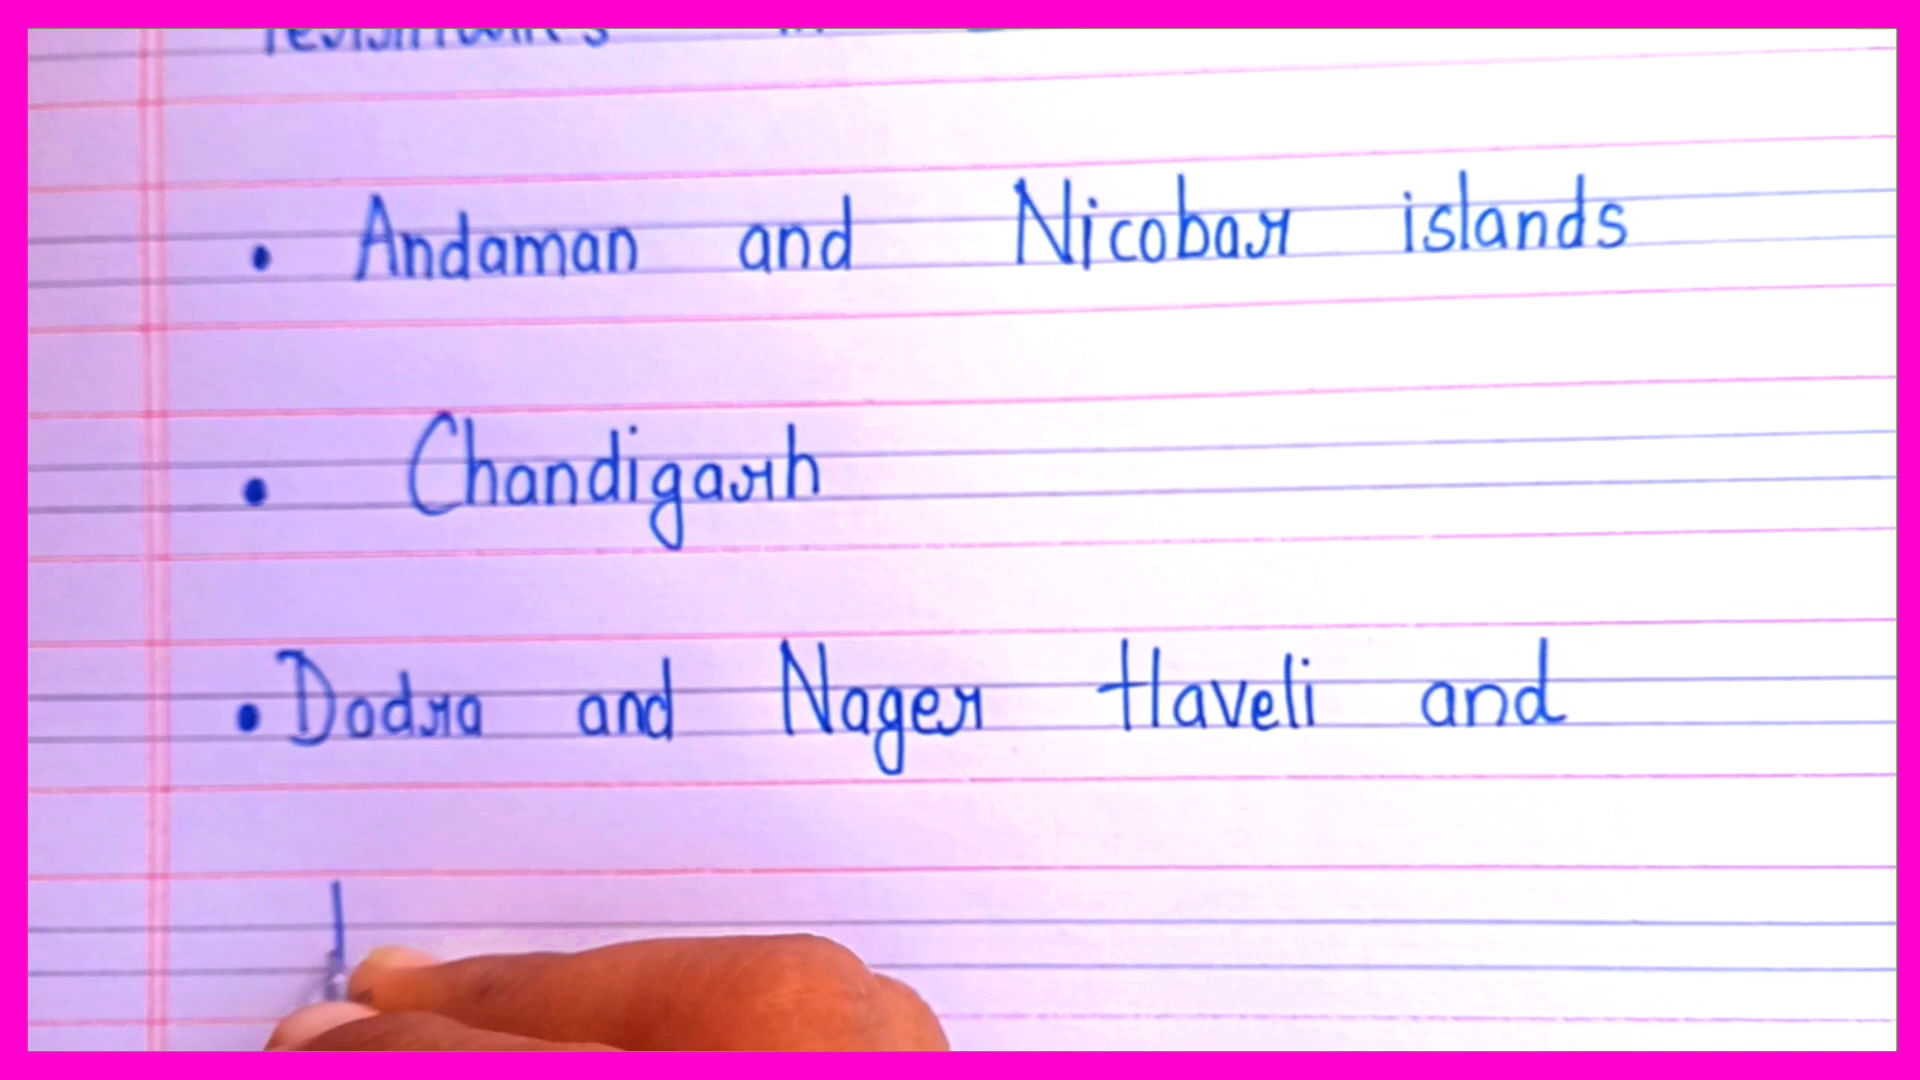 • Andaman and Nicobar islands
• Chandigarh
• Dodra and Nager Haveli and